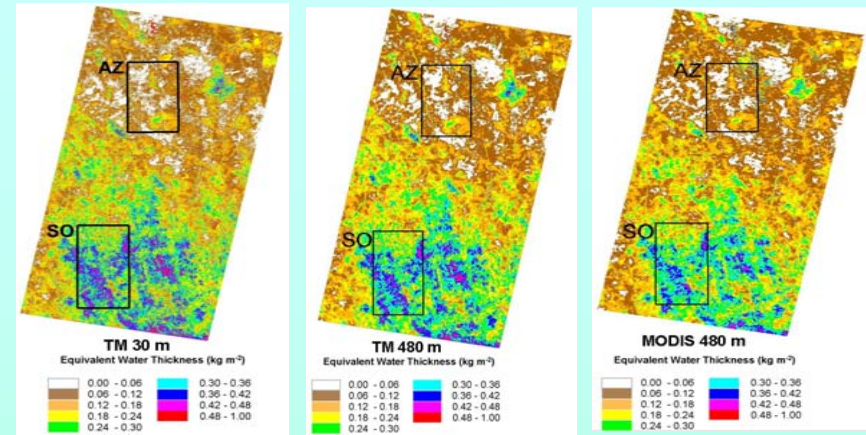 AZ
SO
TM 30 m
Equivalent Water Thickness (kg m-2)
0.00 - 0.06
0.06 - 0.12
0.12 - 0.18
0.18 - 0.24
0.24 - 0.30
0.30 - 0.36
0.36 - 0.42
0.42 - 0.48
0.48 - 1.00
AZ
SO
TM 480 m
Equivalent Water Thickness (kg m-2)
0.00 - 0.06
0.06 - 0.12
0.12 - 0.18
0.18 - 0.24
0.24 - 0.30
0.30 - 0.36
0.36 - 0.42
0.42 - 0.48
0.48 - 1.00
AZ
SO
MODIS 480 m
Equivalent Water Thickness (kg m-2)
0.00 - 0.06
0.06 - 0.12
0.12 - 0.18
0.18 - 0.24
0.24 - 0.30
0.30 - 0.36
0.36 - 0.42
0.42 - 0.48
0.48 - 1.00